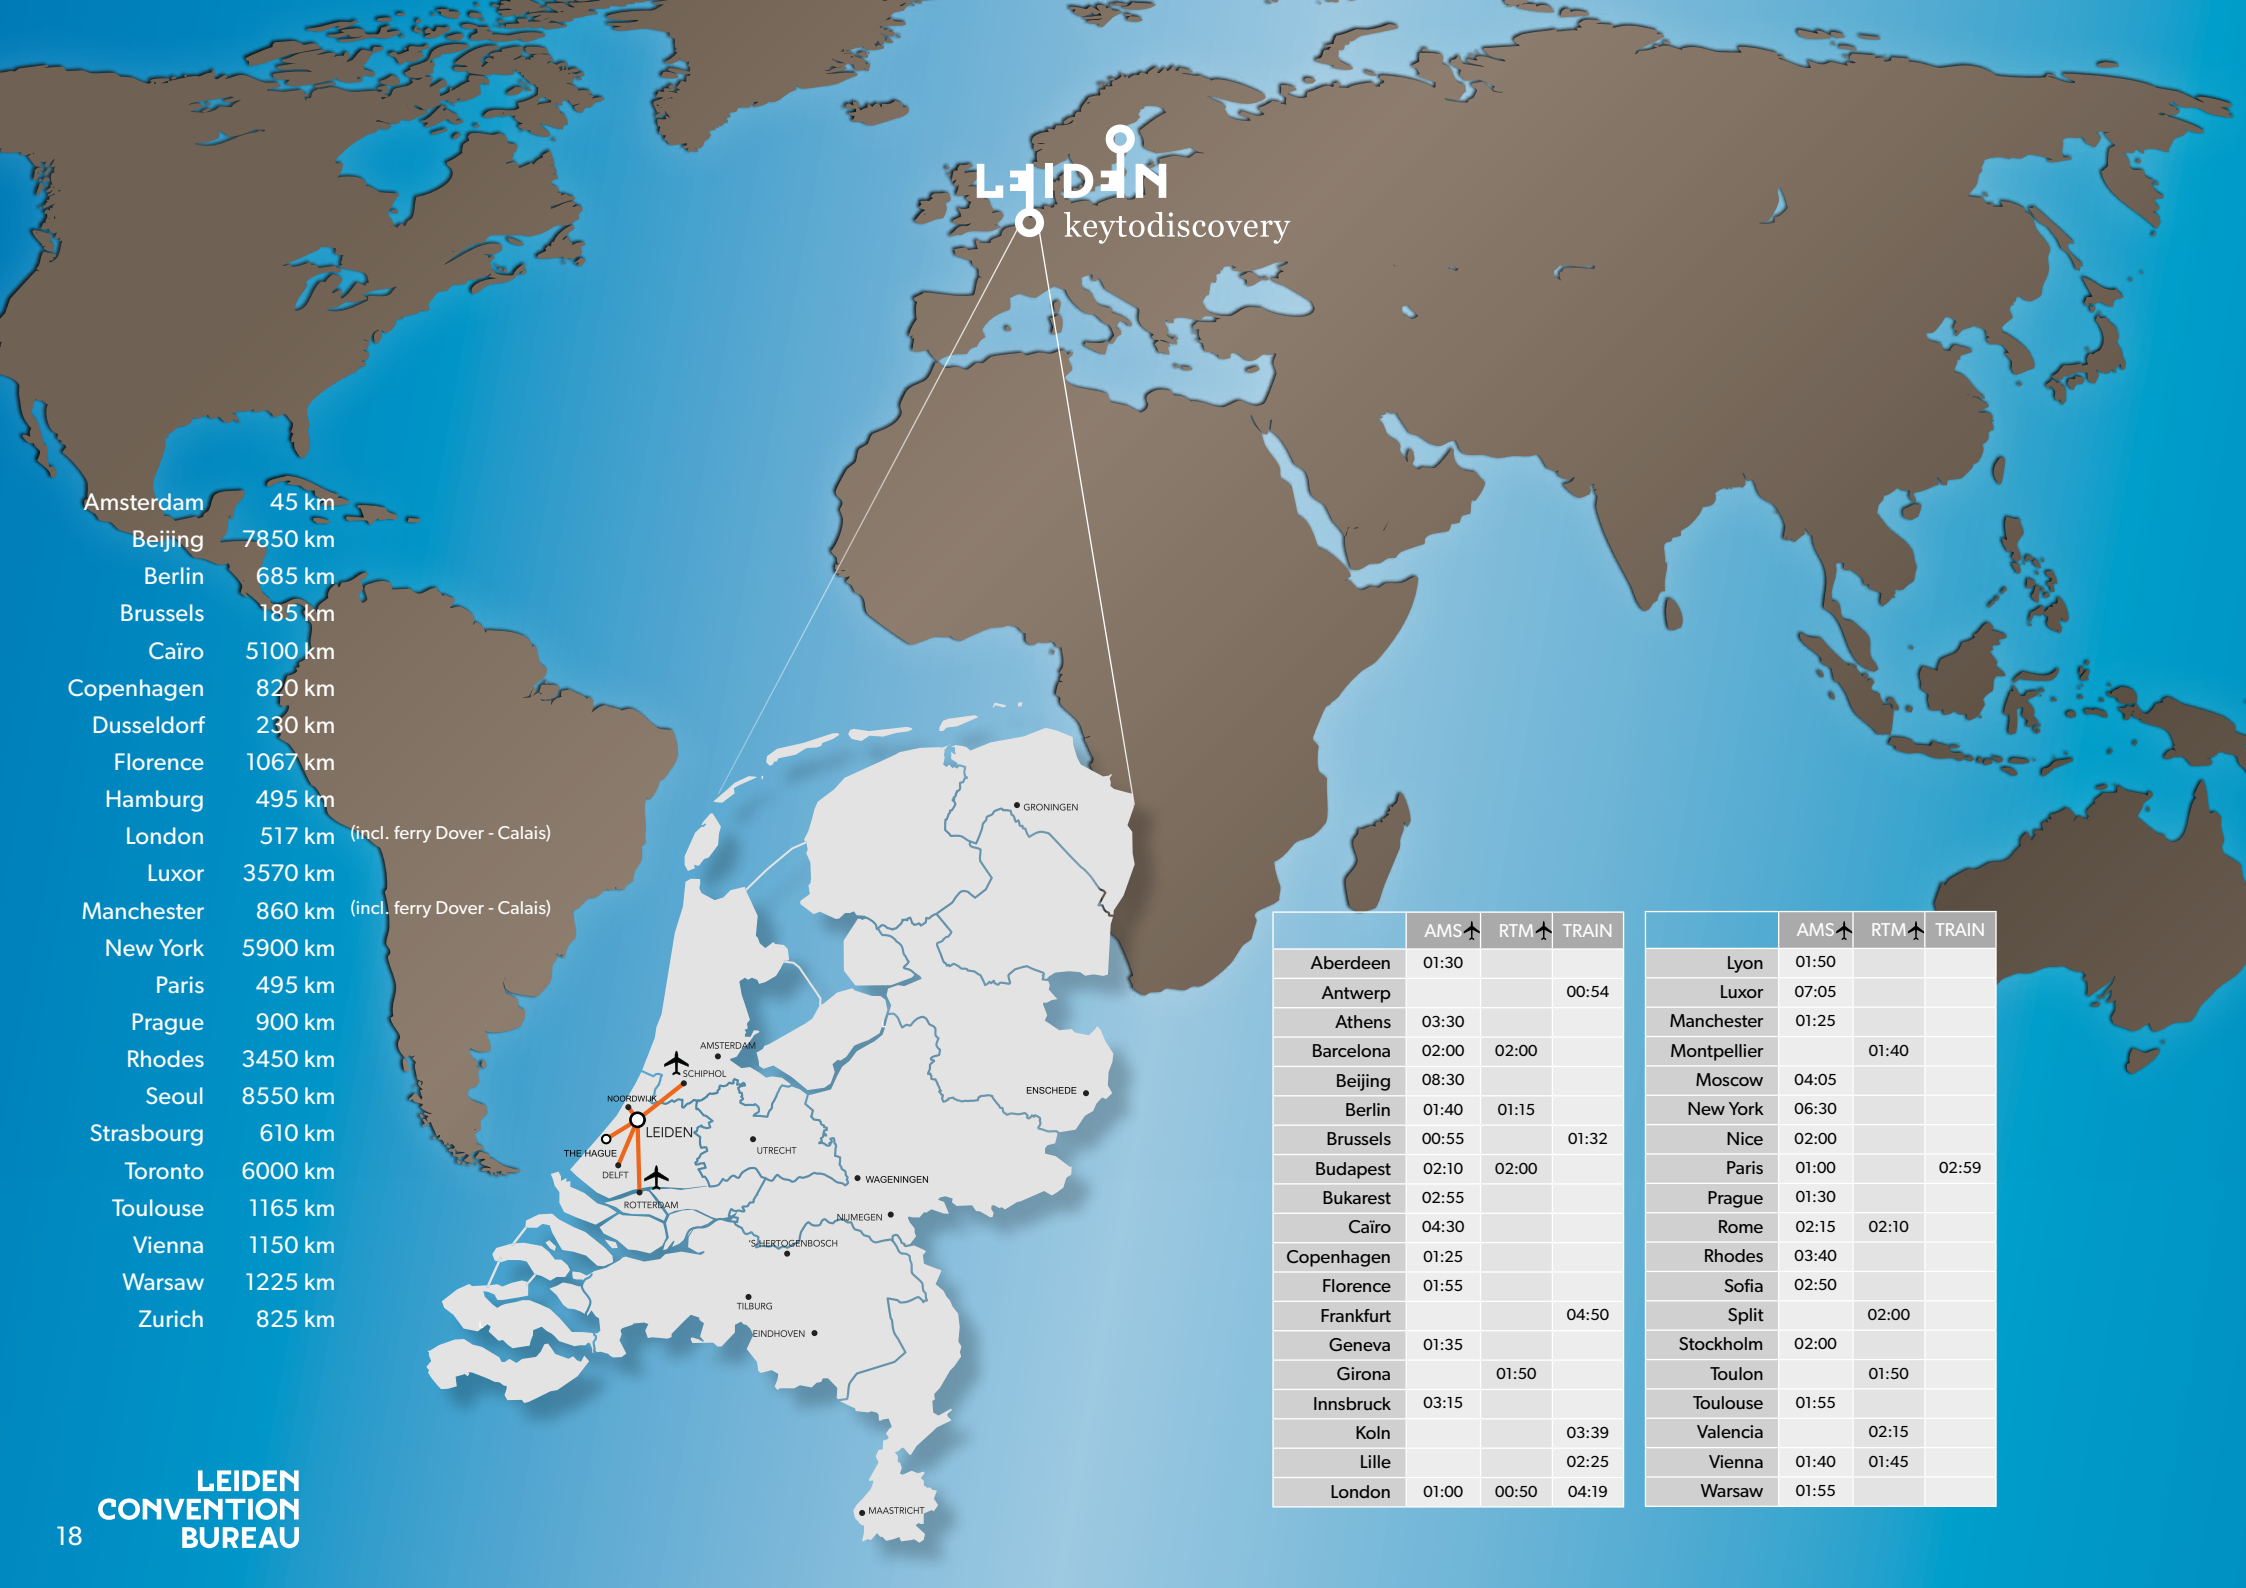 LEIDEN
keytodiscovery
Amsterdam 45 km
Beijing 7850 km
Berlin 685 km
Brussels 185 km
Caïro 5100 km
Copenhagen 820 km
Dusseldorf 230 km
Florence 1067 km
Hamburg 495 km
London 517 km (incl. ferry Dover - Calais)
Luxor 3570 km
Manchester 860 km (incl. ferry Dover - Calais)
New York 5900 km
Paris 495 km
Prague 900 km
Rhodes 3450 km
Seoul 8550 km
Strasbourg 610 km
Toronto 6000 km
Toulouse 1165 km
Vienna 1150 km
Warsaw 1225 km
Zurich 825 km
GRONINGEN
AMSTERDAM
SCHIPHOL
NOORDWIJK
LEIDEN
THE HAGUE
DELFT
ROTTERDAM
UTRECHT
ENSCHEDE
WAGENINGEN
NIJMEGEN
'S-HERTOGENBOSCH
TILBURG
EINDHOVEN
MAASTRICHT
AMS RTM TRAIN
Aberdeen 01:30
Antwerp 00:54
Athens 03:30
Barcelona 02:00 02:00
Beijing 08:30
Berlin 01:40 01:15
Brussels 00:55 01:32
Budapest 02:10 02:00
Bukarest 02:55
Caïro 04:30
Copenhagen 01:25
Florence 01:55
Frankfurt 04:50
Geneva 01:35
Girona 01:50
Innsbruck 03:15
Koln 03:39
Lille 02:25
London 01:00 00:50 04:19
AMS RTM TRAIN
Lyon 01:50
Luxor 07:05
Manchester 01:25
Montpellier 01:40
Moscow 04:05
New York 06:30
Nice 02:00
Paris 01:00 02:59
Prague 01:30
Rome 02:15 02:10
Rhodes 03:40
Sofia 02:50
Split 02:00
Stockholm 02:00
Toulon 01:50
Toulouse 01:55
Valencia 02:15
Vienna 01:40 01:45
Warsaw 01:55
LEIDEN
CONVENTION
BUREAU
18